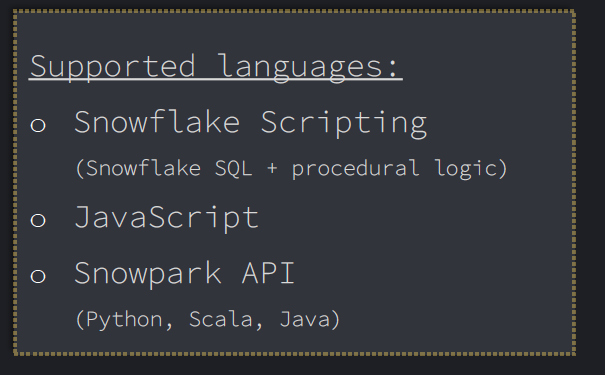 Supported languages:
o Snowflake Scripting
(Snowflake SQL + procedural logic)
o JavaScript
o Snowpark API
(Python, Scala, Java)